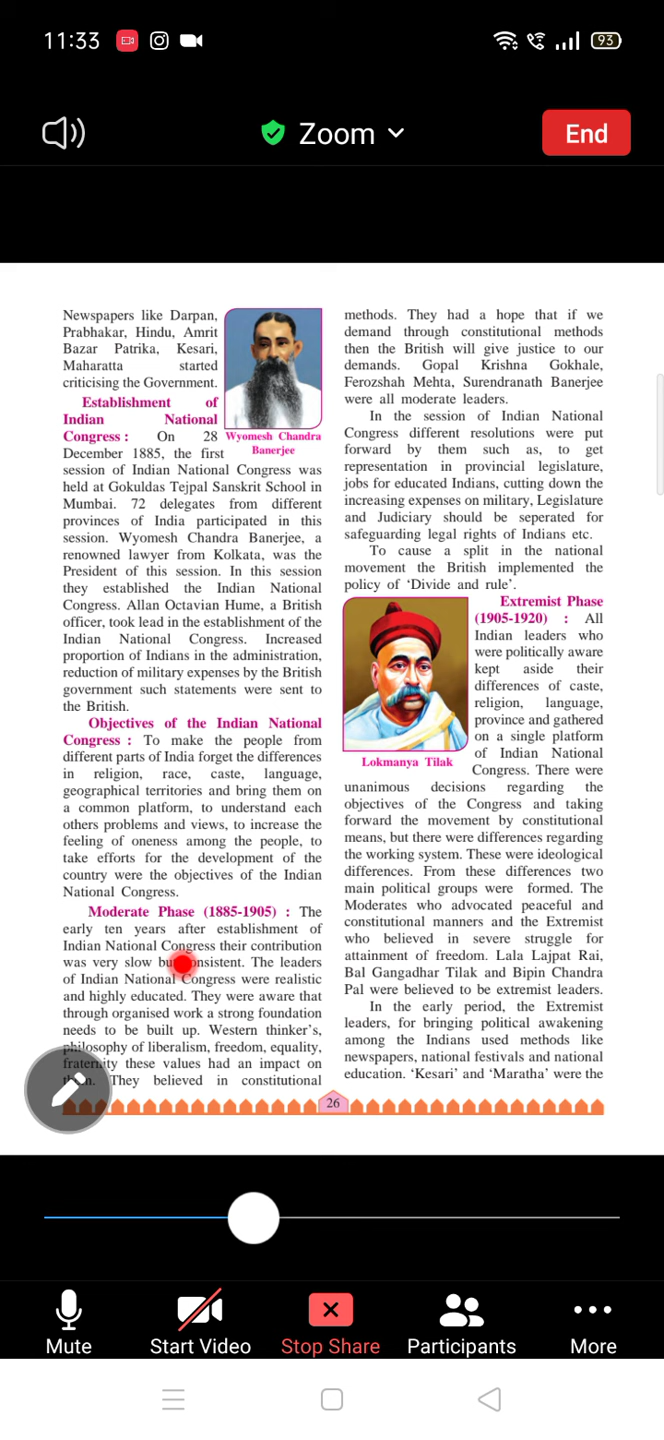 11:33
93
Zoom
End
Newspapers like Darpan,
Prabhakar, Hindu, Amrit
Bazar Patrika, Kesari,
Maharatta started
criticising the Government.
Establishment of
Indian National
Congress : On 28
December 1885, the first
Wyomesh Chandra
Banerjee
session of Indian National Congress was
held at Gokuldas Tejpal Sanskrit School in
Mumbai. 72 delegates from different
provinces of India participated in this
session. Wyomesh Chandra Banerjee, a
renowned lawyer from Kolkata, was the
President of this session. In this session
they established the Indian National
Congress. Allan Octavian Hume, a British
officer, took lead in the establishment of the
Indian National Congress. Increased
proportion of Indians in the administration,
reduction of military expenses by the British
government such statements were sent to
the British.
Objectives of the Indian National
Congress : To make the people from
different parts of India forget the differences
in religion, race, caste, language,
geographical territories and bring them on
a common platform, to understand each
others problems and views, to increase the
feeling of oneness among the people, to
take efforts for the development of the
country were the objectives of the Indian
National Congress.
Moderate Phase (1885-1905) : The
early ten years after establishment of
Indian National Congress their contribution
was very slow but consistent. The leaders
of Indian National Congress were realistic
and highly educated. They were aware that
through organised work a strong foundation
needs to be built up. Western thinker's,
philosophy of liberalism, freedom, equality,
fraternity these values had an impact on
them. They believed in constitutional
methods. They had a hope that if we
demand through constitutional methods
then the British will give justice to our
demands. Gopal Krishna Gokhale,
Ferozshah Mehta, Surendranath Banerjee
were all moderate leaders.
In the session of Indian National
Congress different resolutions were put
forward by them such as, to get
representation in provincial legislature,
jobs for educated Indians, cutting down the
increasing expenses on military, Legislature
and Judiciary should be seperated for
safeguarding legal rights of Indians etc.
To cause a split in the national
movement the British implemented the
policy of ‘Divide and rule’.
Extremist Phase
(1905-1920) : All
Indian leaders who
were politically aware
kept aside their
differences of caste,
religion, language,
province and gathered
on a single platform
of Indian National
Congress. There were
Lokmanya Tilak
unanimous decisions regarding the
objectives of the Congress and taking
forward the movement by constitutional
means, but there were differences regarding
the working system. These were ideological
differences. From these differences two
main political groups were formed. The
Moderates who advocated peaceful and
constitutional manners and the Extremist
who believed in severe struggle for
attainment of freedom. Lala Lajpat Rai,
Bal Gangadhar Tilak and Bipin Chandra
Pal were believed to be extremist leaders.
In the early period, the Extremist
leaders, for bringing political awakening
among the Indians used methods like
newspapers, national festivals and national
education. ‘Kesari’ and ‘Maratha’ were the
26
Mute
Start Video
Stop Share
Participants
More